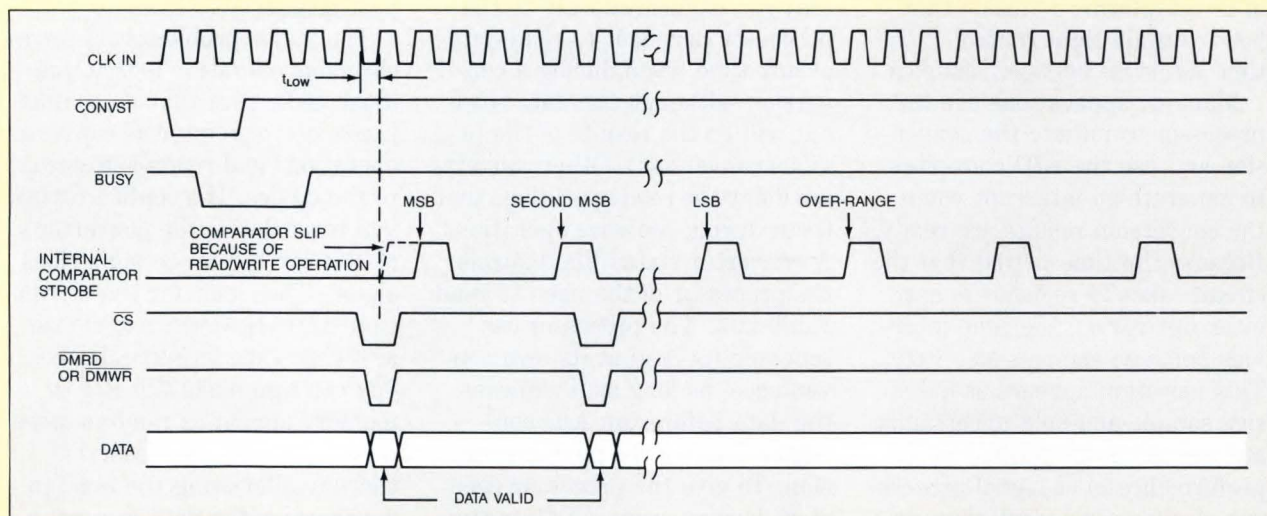 CLK IN
tLOW
CONVST
BUSY
MSB
SECOND MSB
LSB
OVER-RANGE
COMPARATOR SLIP
BECAUSE OF
READ/WRITE OPERATION
INTERNAL
COMPARATOR
STROBE
CS
DMRD
OR DMWR
DATA
DATA VALID